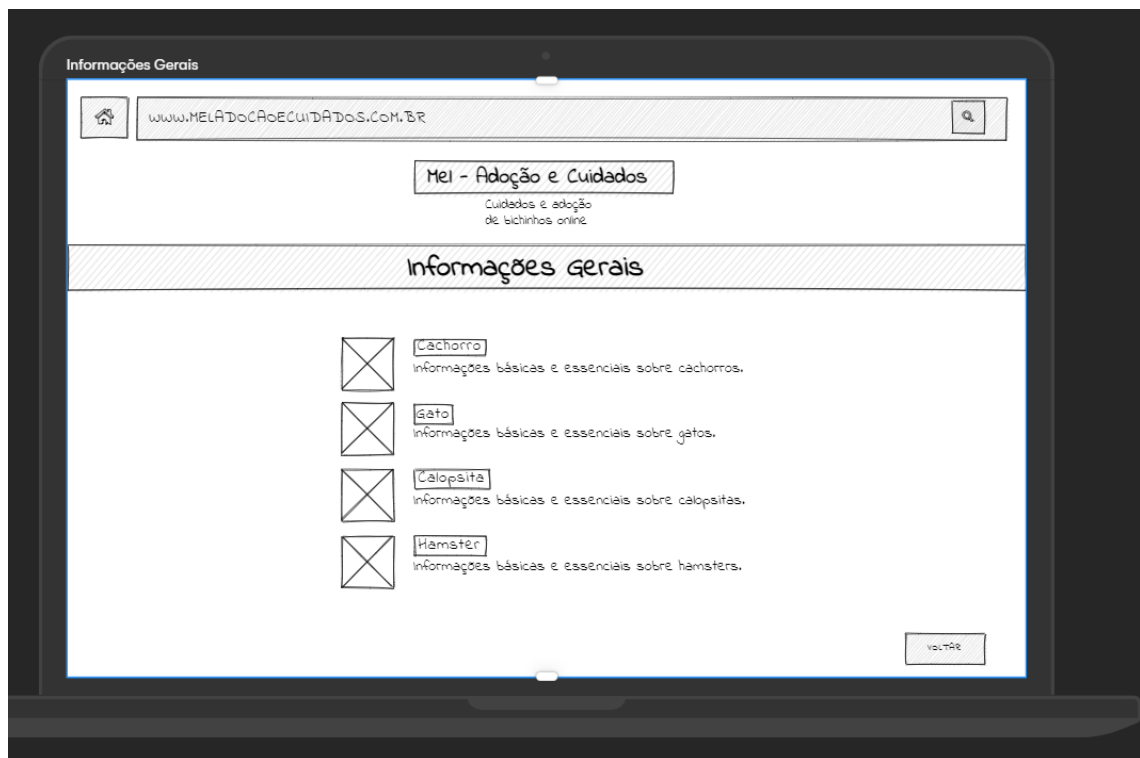 Informações Gerais
WWW.MELADOCAOECUIDADOS.COM.BR
Mel - Adoção e Cuidados
Cuidados e adoção
de bichinhos online
Informações Gerais
Cachorro
Informações básicas e essenciais sobre cachorros.
Gato
Informações básicas e essenciais sobre gatos.
Calopsita
Informações básicas e essenciais sobre calopsitas.
Hamster
Informações básicas e essenciais sobre hamsters.
VOLTAR